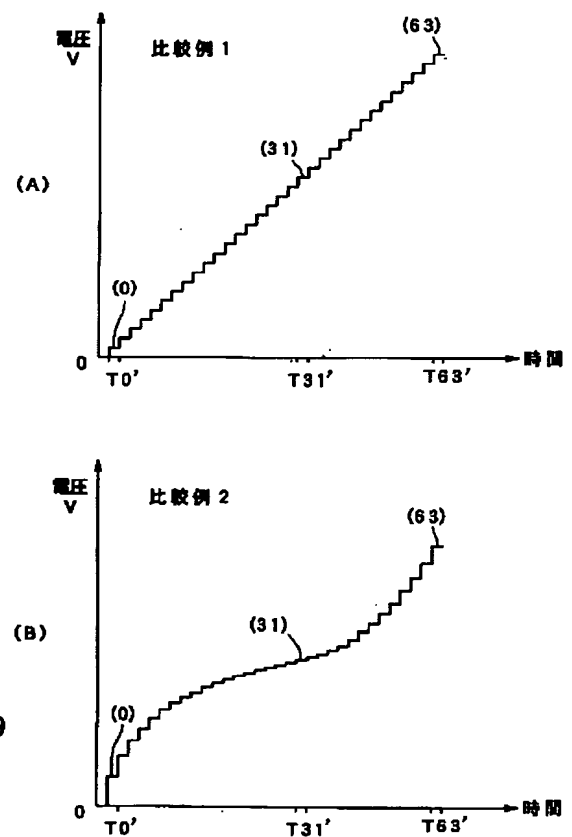 (63)
電圧
V
比較例1
(31)
(A)
(0)
0
T0'
T31'
T63'
時間
電圧
V
比較例2
(63)
(31)
(B)
(0)
0
T0'
T31'
T63'
時間